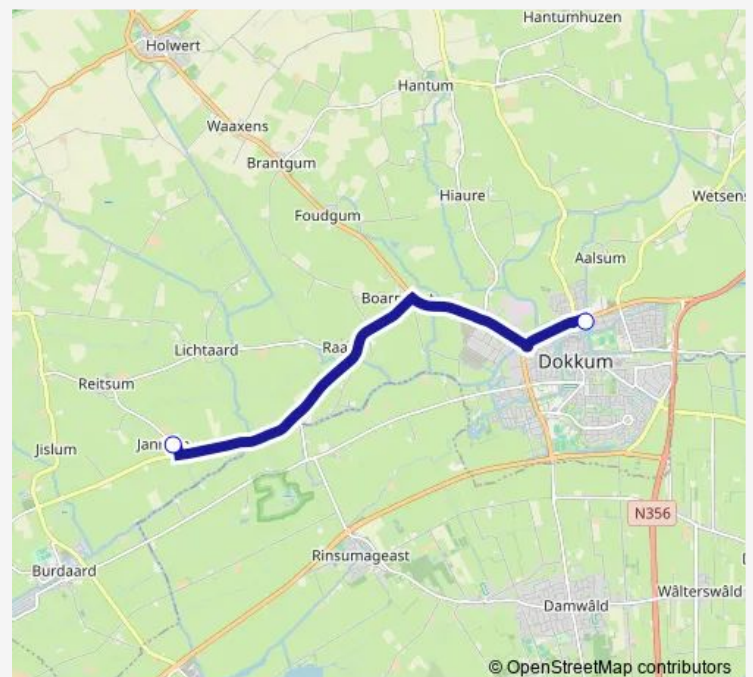 Hantumhuzen
Holwert
Hantum
Waaxens
Brantgum
Hiaure
Wetsens
Foudgum
Aalsum
Lichtaard
Dokkum
Reitsum
Jislum
N356
Rinsumageast
Burdaard
Wâlterswâld
Damwâld
© OpenStreetMap contributors